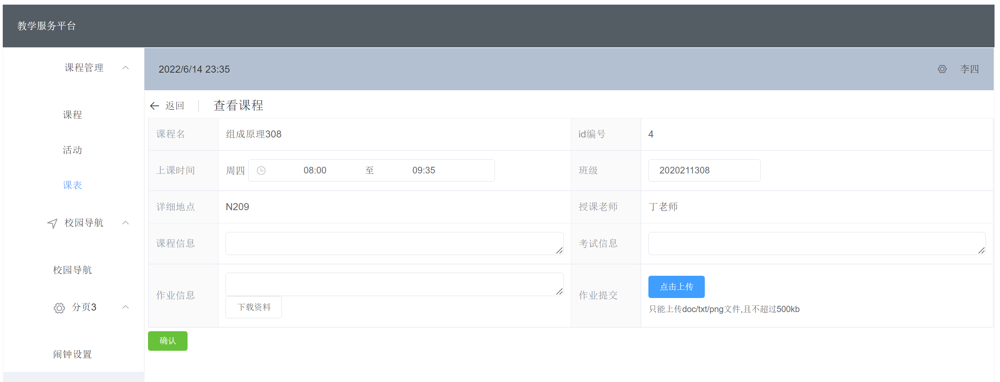 教学服务平台
课程管理
课程
活动
课表
校园导航
校园导航
分页3
闹钟设置
2022/6/14 23:35
李四
返回
查看课程
课程名 组成原理308 id编号 4
上课时间 周四 08:00 至 09:35 班级 2020211308
详细地点 N209 授课老师 丁老师
课程信息 考试信息
作业信息 下载资料 作业提交 点击上传
只能上传doc/txt/png文件,且不超过500kb
确认